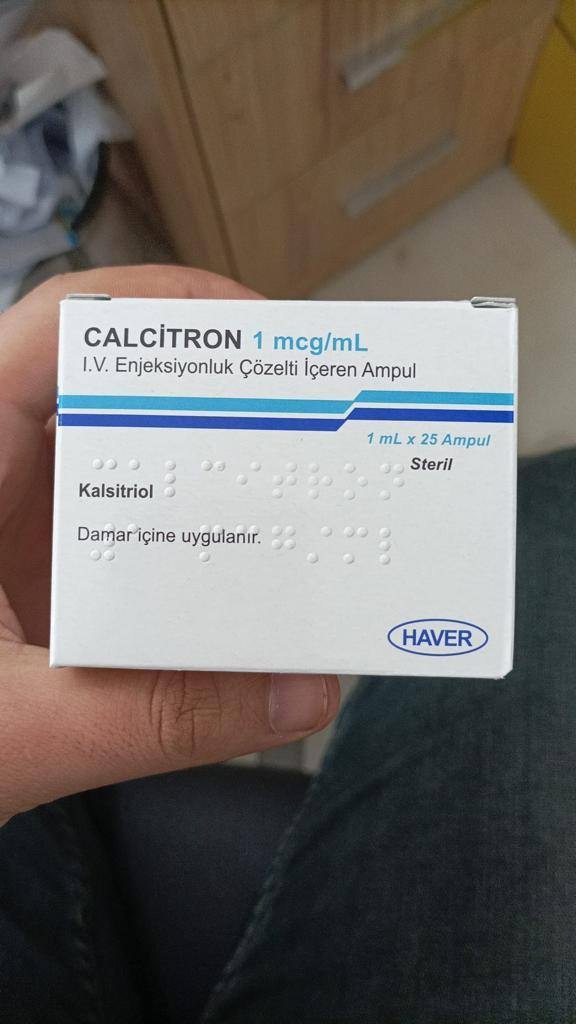 CALCİTRON 1 mcg/mL
I.V. Enjeksiyonluk Çözelti İçeren Ampul
1 mL x 25 Ampul
Steril
Kalsitriol
Damar içine uygulanır.
HAVER